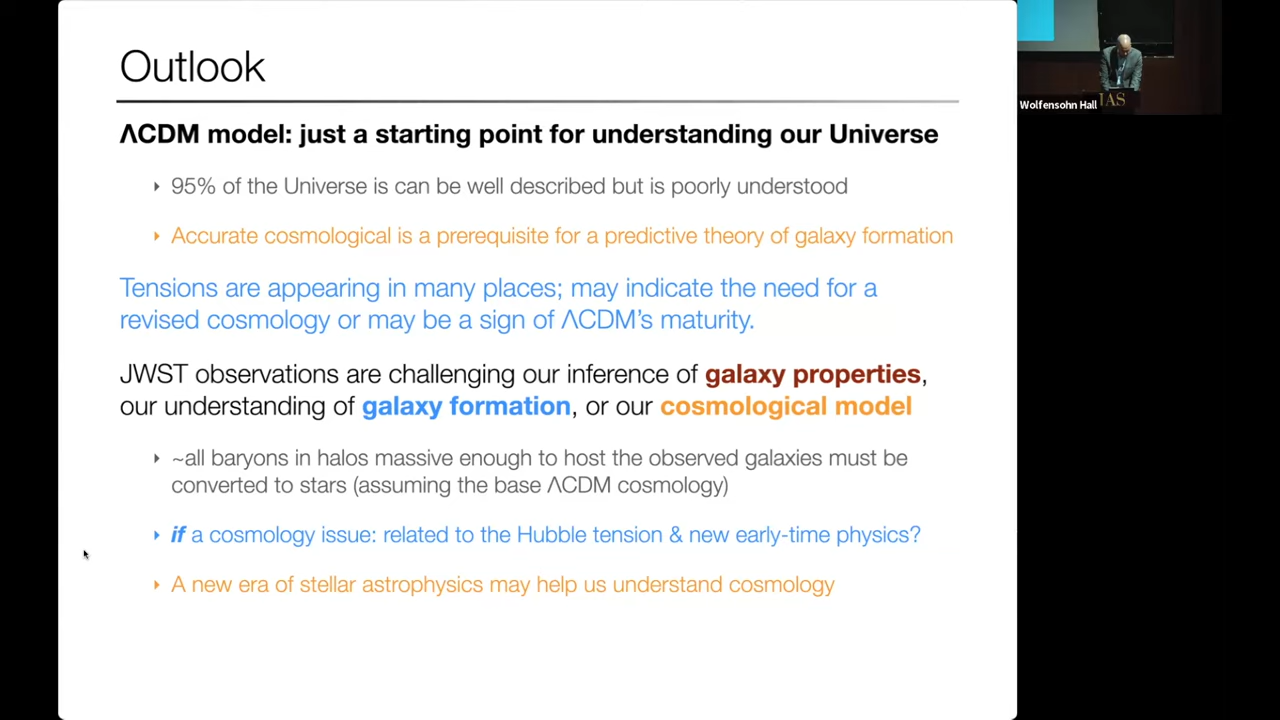 Outlook
ΛCDM model: just a starting point for understanding our Universe
‣ 95% of the Universe is can be well described but is poorly understood
‣ Accurate cosmological is a prerequisite for a predictive theory of galaxy formation
Tensions are appearing in many places; may indicate the need for a
revised cosmology or may be a sign of ΛCDM’s maturity.
JWST observations are challenging our inference of galaxy properties,
our understanding of galaxy formation, or our cosmological model
‣ ~all baryons in halos massive enough to host the observed galaxies must be
converted to stars (assuming the base ΛCDM cosmology)
‣ if a cosmology issue: related to the Hubble tension & new early-time physics?
‣ A new era of stellar astrophysics may help us understand cosmology
Wolfensohn Hall
IAS